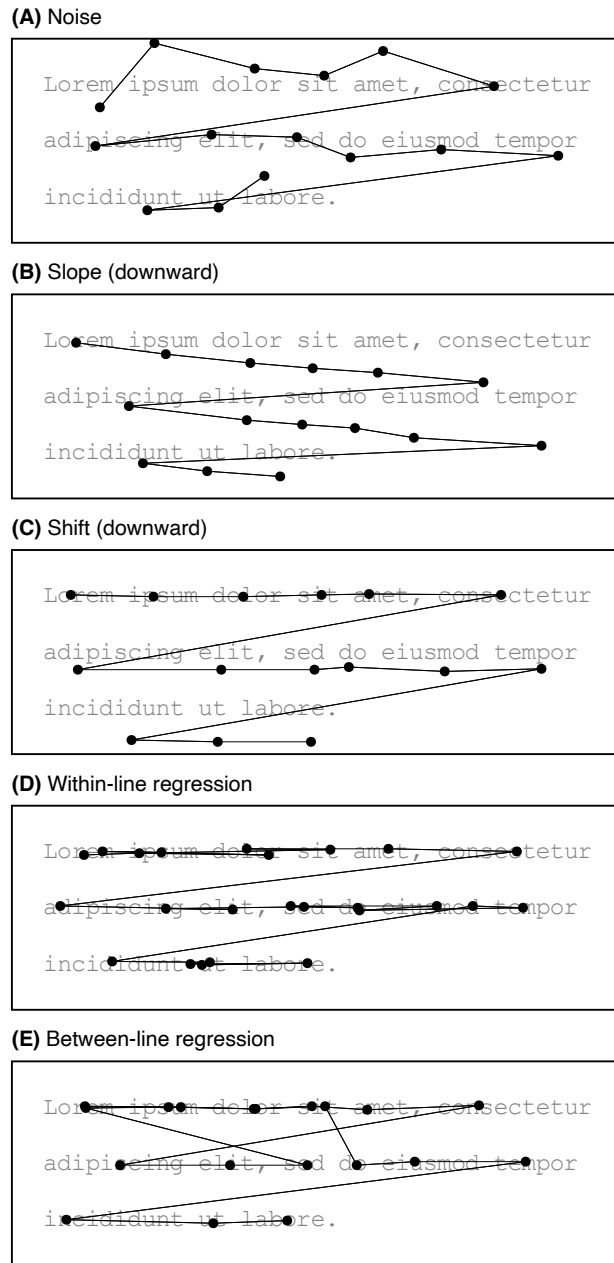 (A) Noise
Lorem ipsum dolor sit amet, consectetur
adipiscing elit, sed do eiusmod tempor
incididunt ut labore.
(B) Slope (downward)
Lorem ipsum dolor sit amet, consectetur
adipiscing elit, sed do eiusmod tempor
incididunt ut labore.
(C) Shift (downward)
Lorem ipsum dolor sit amet, consectetur
adipiscing elit, sed do eiusmod tempor
incididunt ut labore.
(D) Within-line regression
Lorem ipsum dolor sit amet, consectetur
adipiscing elit, sed do eiusmod tempor
incididunt ut labore.
(E) Between-line regression
Lorem ipsum dolor sit amet, consectetur
adipiscing elit, sed do eiusmod tempor
incididunt ut labore.